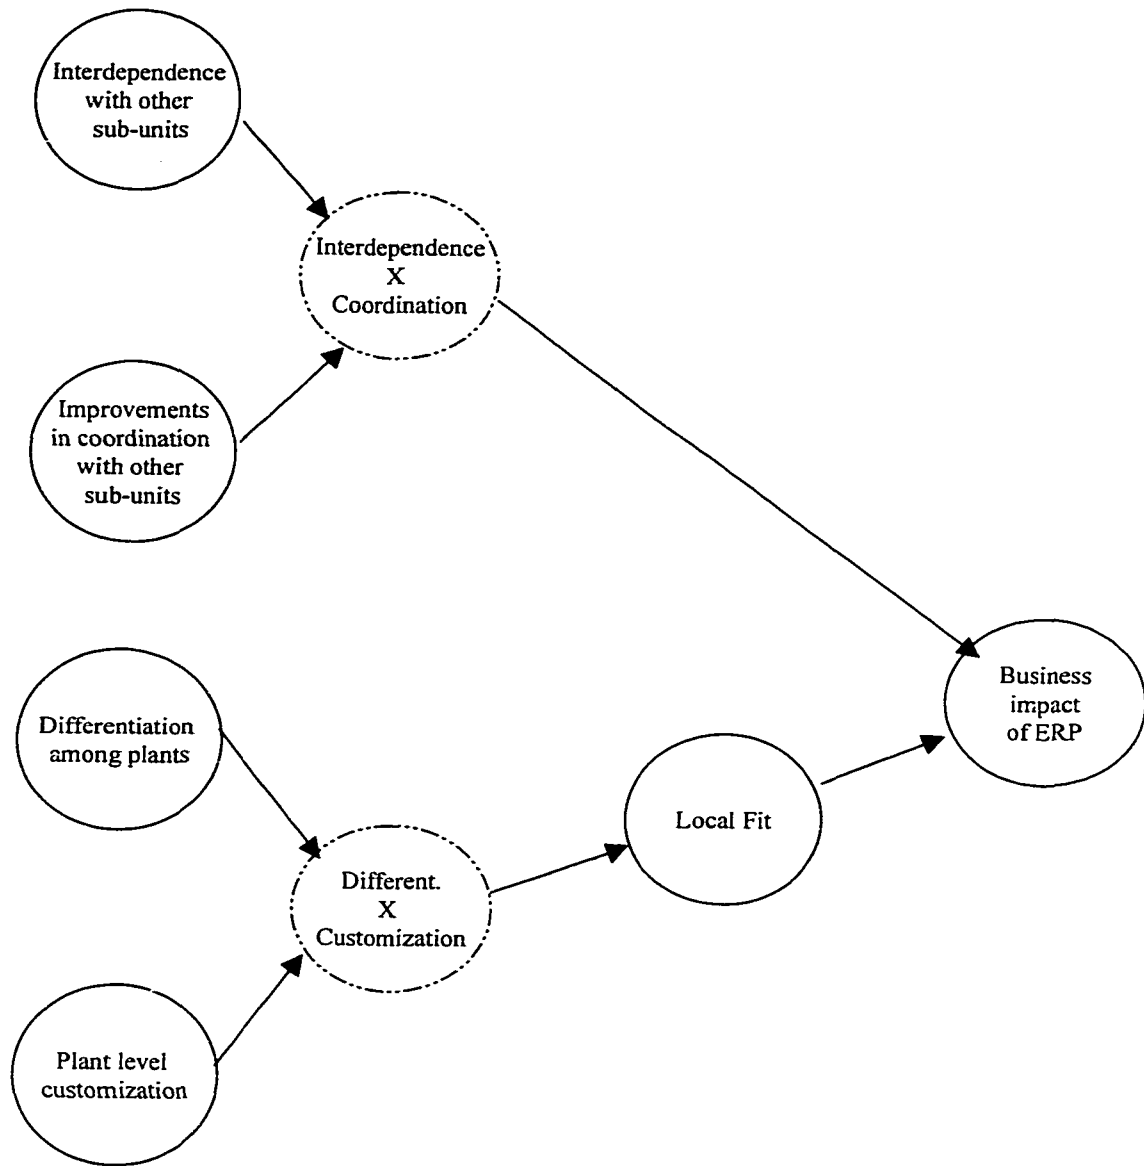 Interdependence
with other
sub-units
Interdependence
X
Coordination
Improvements
in coordination
with other
sub-units
Differentiation
among plants
Different.
X
Customization
Plant level
customization
Local Fit
Business
impact
of ERP